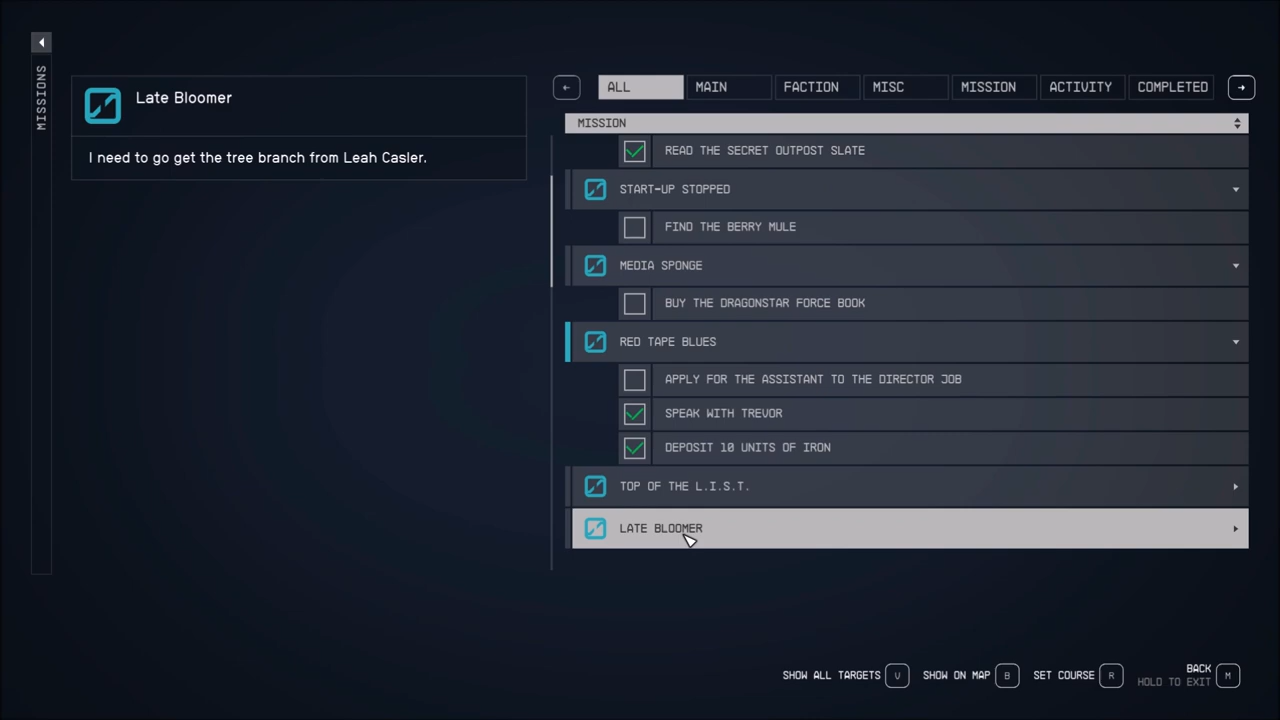 MISSIONS
Late Bloomer
I need to go get the tree branch from Leah Casler.
ALL MAIN FACTION MISC MISSION ACTIVITY COMPLETED
MISSION
READ THE SECRET OUTPOST SLATE
START-UP STOPPED
FIND THE BERRY MULE
MEDIA SPONGE
BUY THE DRAGONSTAR FORCE BOOK
RED TAPE BLUES
APPLY FOR THE ASSISTANT TO THE DIRECTOR JOB
SPEAK WITH TREVOR
DEPOSIT 10 UNITS OF IRON
TOP OF THE L.I.S.T.
LATE BLOOMER
SHOW ALL TARGETS V SHOW ON MAP B SET COURSE R BACK M
HOLD TO EXIT